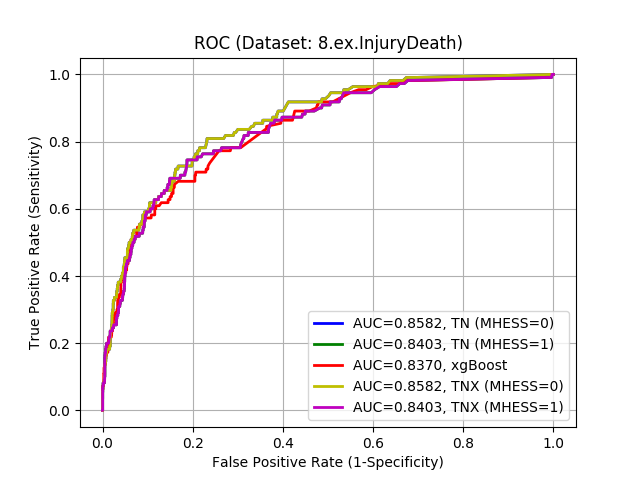 ROC (Dataset: 8.ex.InjuryDeath)
True Positive Rate (Sensitivity)
1.0
0.8
0.6
0.4
0.2
0.0
AUC=0.8582, TN (MHESS=0)
AUC=0.8403, TN (MHESS=1)
AUC=0.8370, xgBoost
AUC=0.8582, TNX (MHESS=0)
AUC=0.8403, TNX (MHESS=1)
0.0 0.2 0.4 0.6 0.8 1.0
False Positive Rate (1-Specificity)